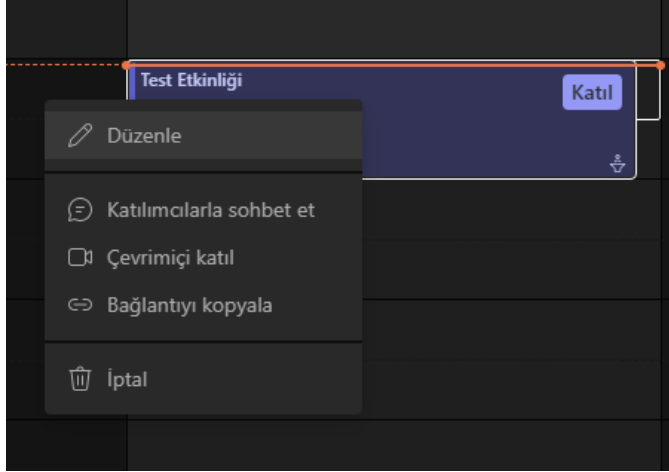 Test Etkinliği
Katıl
Düzenle
Katılımcılarla sohbet et
Çevrimiçi katıl
Bağlantıyı kopyala
İptal